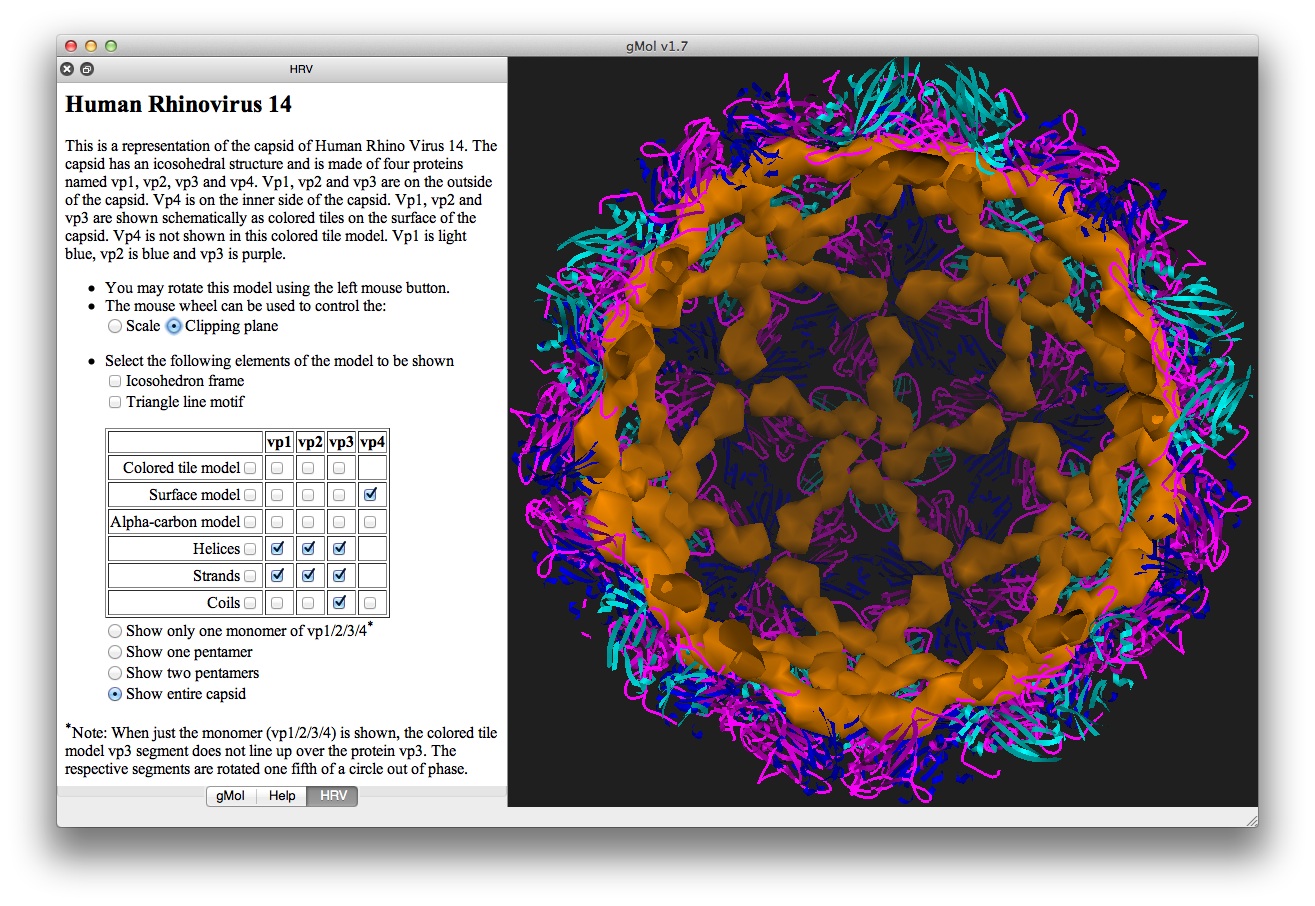 gMol v1.7
HRV
Human Rhinovirus 14
This is a representation of the capsid of Human Rhino Virus 14. The
capsid has an icosohedral structure and is made of four proteins
named vp1, vp2, vp3 and vp4. Vp1, vp2 and vp3 are on the outside
of the capsid. Vp4 is on the inner side of the capsid. Vp1, vp2 and
vp3 are shown schematically as colored tiles on the surface of the
capsid. Vp4 is not shown in this colored tile model. Vp1 is light
blue, vp2 is blue and vp3 is purple.
• You may rotate this model using the left mouse button.
• The mouse wheel can be used to control the:
Scale Clipping plane
• Select the following elements of the model to be shown
Icosohedron frame
Triangle line motif
vp1 vp2 vp3 vp4
Colored tile model
Surface model
Alpha-carbon model
Helices
Strands
Coils
Show only one monomer of vp1/2/3/4*
Show one pentamer
Show two pentamers
Show entire capsid
*Note: When just the monomer (vp1/2/3/4) is shown, the colored tile
model vp3 segment does not line up over the protein vp3. The
respective segments are rotated one fifth of a circle out of phase.
gMol Help HRV